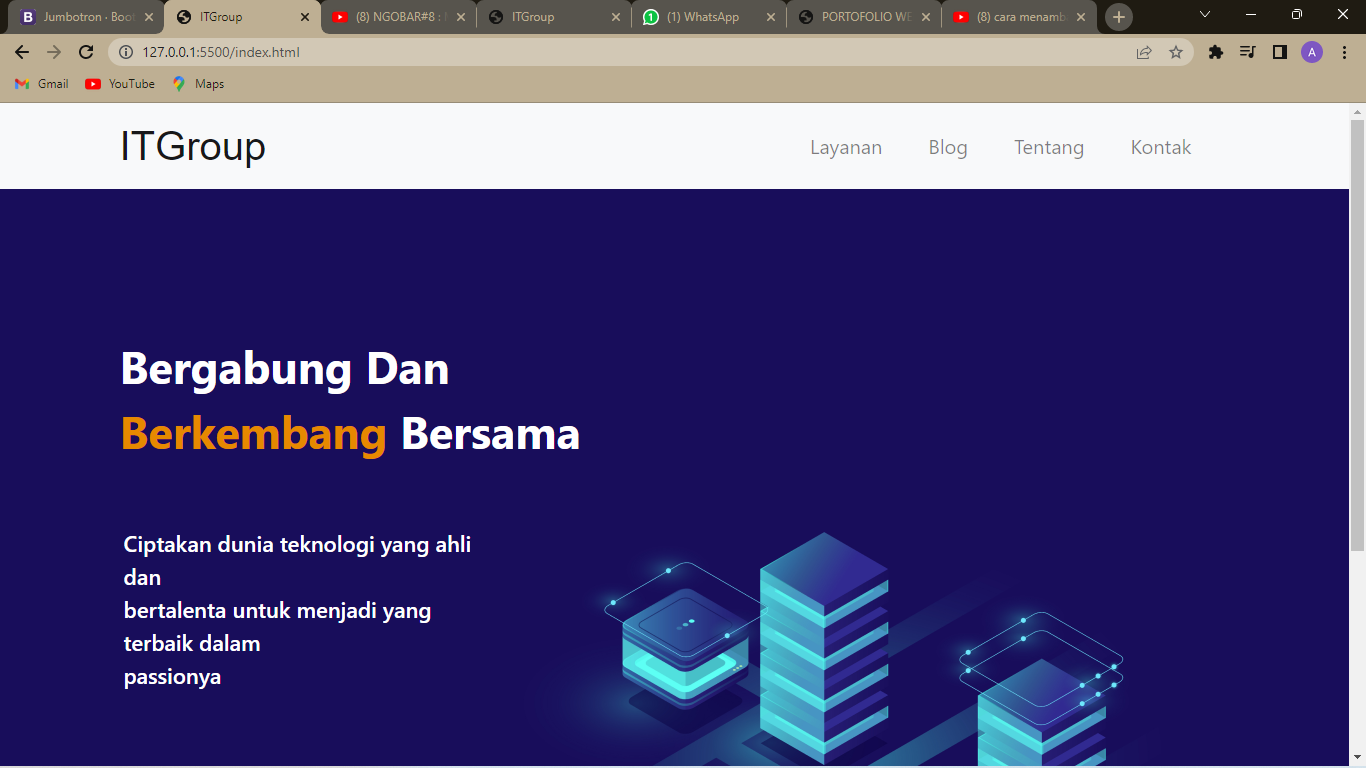 Jumbotron · Boot
ITGroup
(8) NGOBAR#8 :
ITGroup
(1) WhatsApp
PORTOFOLIO WE
(8) cara menamb
127.0.0.1:5500/index.html
A
Gmail
YouTube
Maps
ITGroup
Layanan
Blog
Tentang
Kontak
Bergabung Dan
Berkembang Bersama
Ciptakan dunia teknologi yang ahli
dan
bertalenta untuk menjadi yang
terbaik dalam
passionya